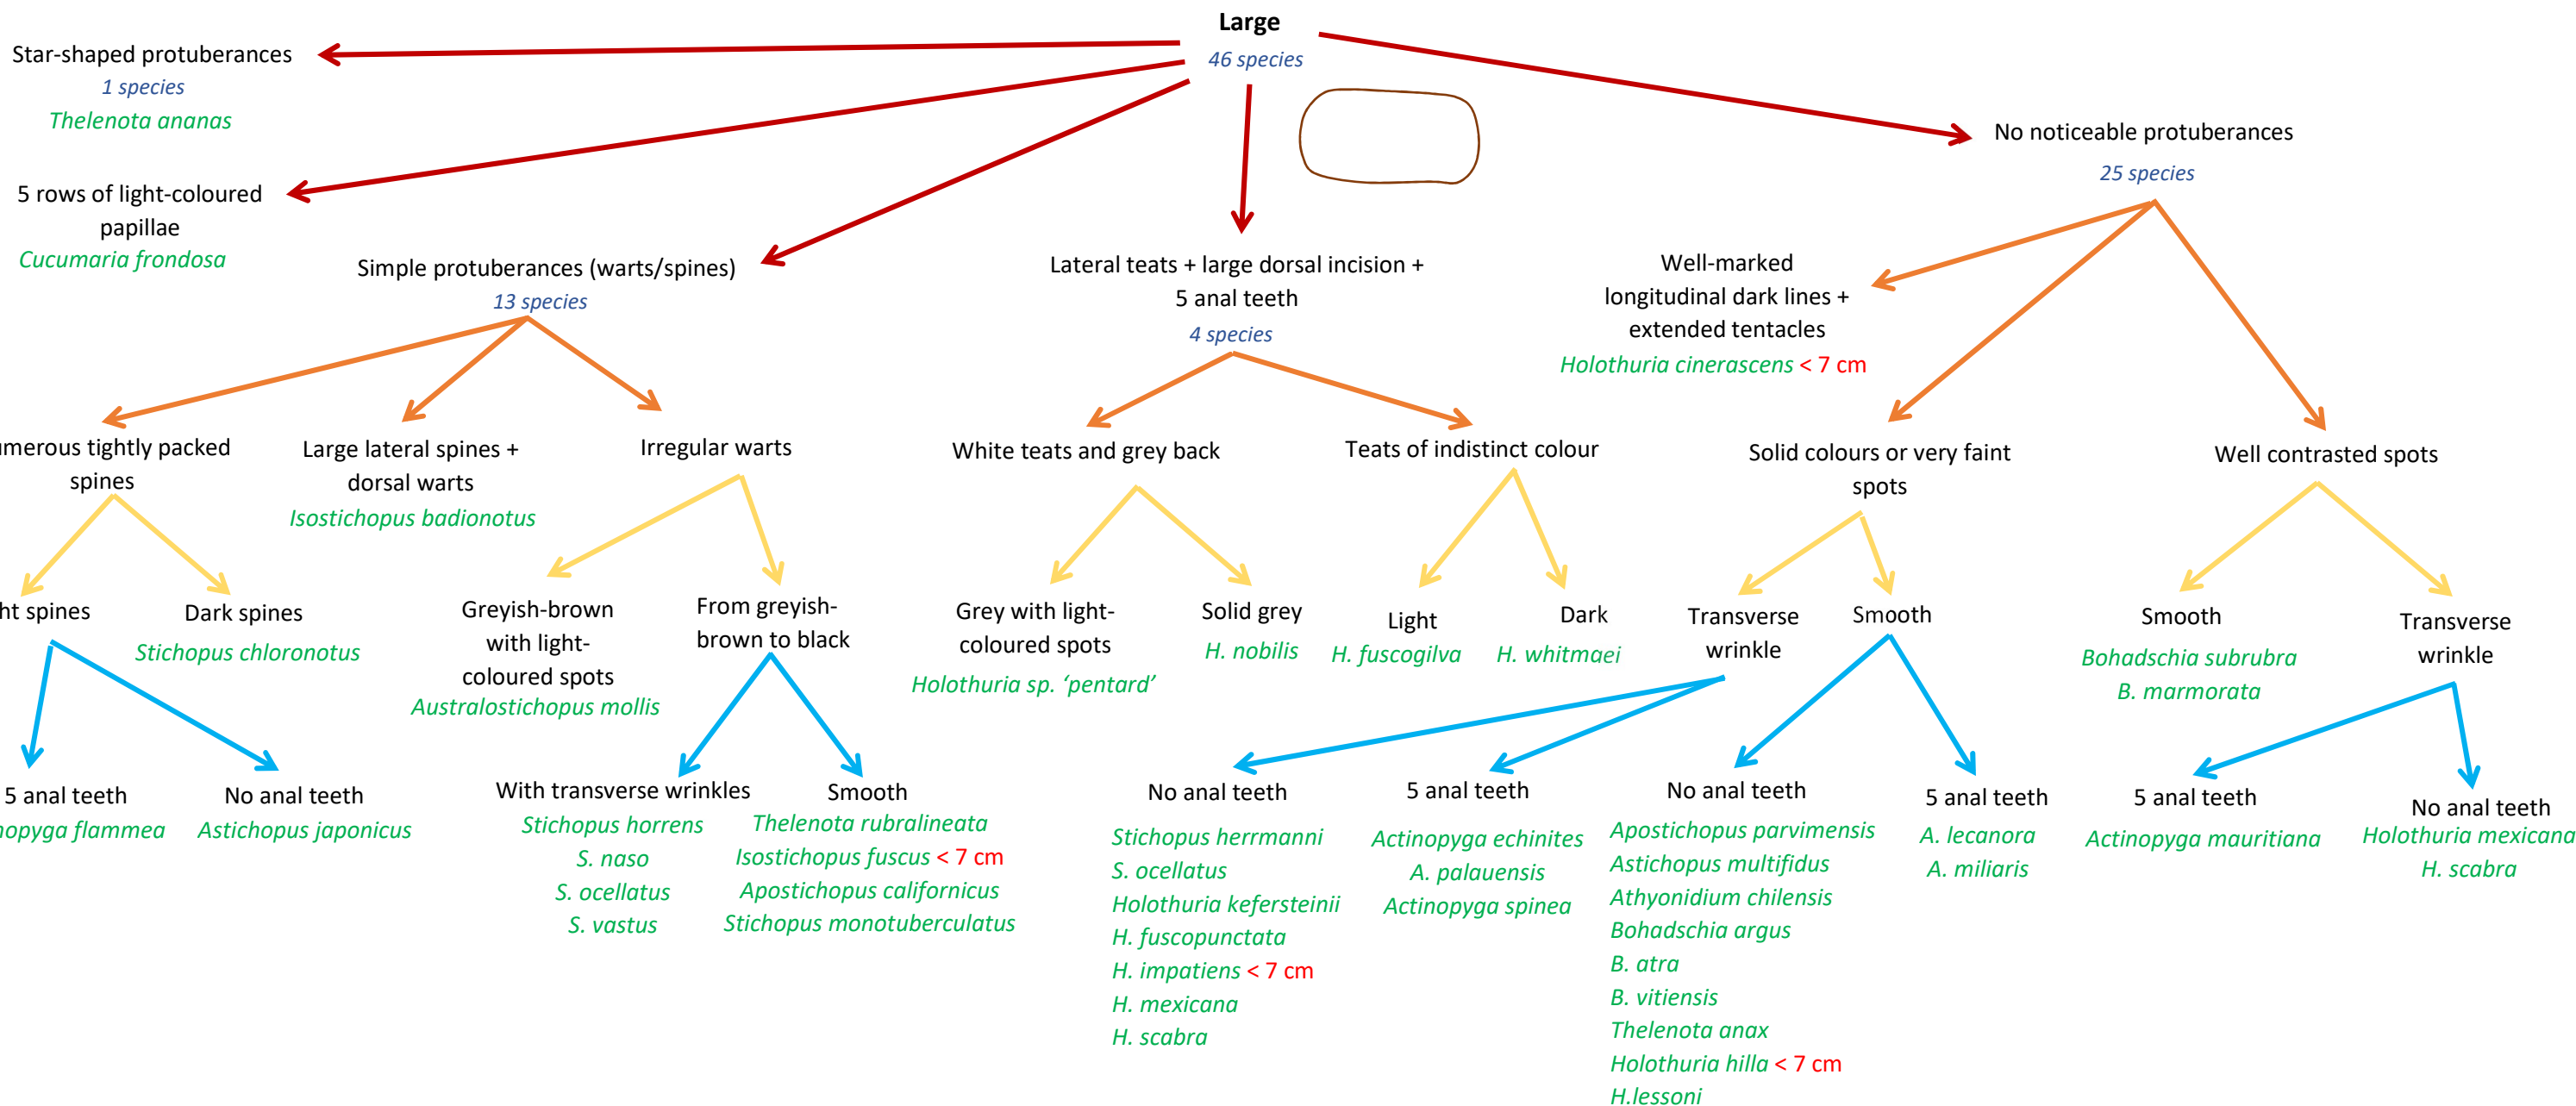 Large
46 species
Star-shaped protuberances
1 species
Thelenota ananas
5 rows of light-coloured
papillae
Cucumaria frondosa
Simple protuberances (warts/spines)
13 species
Lateral teats + large dorsal incision +
5 anal teeth
4 species
No noticeable protuberances
25 species
Well-marked
longitudinal dark lines +
extended tentacles
Holothuria cinerascens < 7 cm
tightly packed
spines
Large lateral spines +
dorsal warts
Isostichopus badionotus
Irregular warts
White teats and grey back
Teats of indistinct colour
Solid colours or very faint
spots
Well contrasted spots
spines
Dark spines
Stichopus chloronotus
Greyish-brown
with light-
coloured spots
Australostichopus mollis
From greyish-
brown to black
Grey with light-
coloured spots
Holothuria sp. ‘pentard’
Solid grey
H. nobilis
Light
H. fuscogilva
Dark
H. whitmaei
Transverse
wrinkle
Smooth
Smooth
Bohadschia subrubra
B. marmorata
Transverse
wrinkle
5 anal teeth
flammea
No anal teeth
Astichopus japonicus
With transverse wrinkles
Stichopus horrens
S. naso
S. ocellatus
S. vastus
Smooth
Thelenota rubralineata
Isostichopus fuscus < 7 cm
Apostichopus californicus
Stichopus monotuberculatus
No anal teeth
Stichopus herrmanni
S. ocellatus
Holothuria kefersteinii
H. fuscopunctata
H. impatiens < 7 cm
H. mexicana
H. scabra
5 anal teeth
Actinopyga echinites
A. palauensis
Actinopyga spinea
No anal teeth
Apostichopus parvimensis
Astichopus multifidus
Athyonidium chilensis
Bohadschia argus
B. atra
B. vitiensis
Thelenota anax
Holothuria hilla < 7 cm
H.lessoni
5 anal teeth
A. lecanora
A. miliaris
5 anal teeth
Actinopyga mauritiana
No anal teeth
Holothuria mexicana
H. scabra